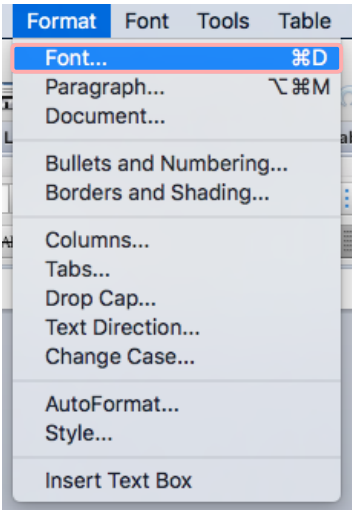 Format Font Tools Table
Font... ⌘D
Paragraph... ⌥⌘M
Document...
Bullets and Numbering...
Borders and Shading...
Columns...
Tabs...
Drop Cap...
Text Direction...
Change Case...
AutoFormat...
Style...
Insert Text Box